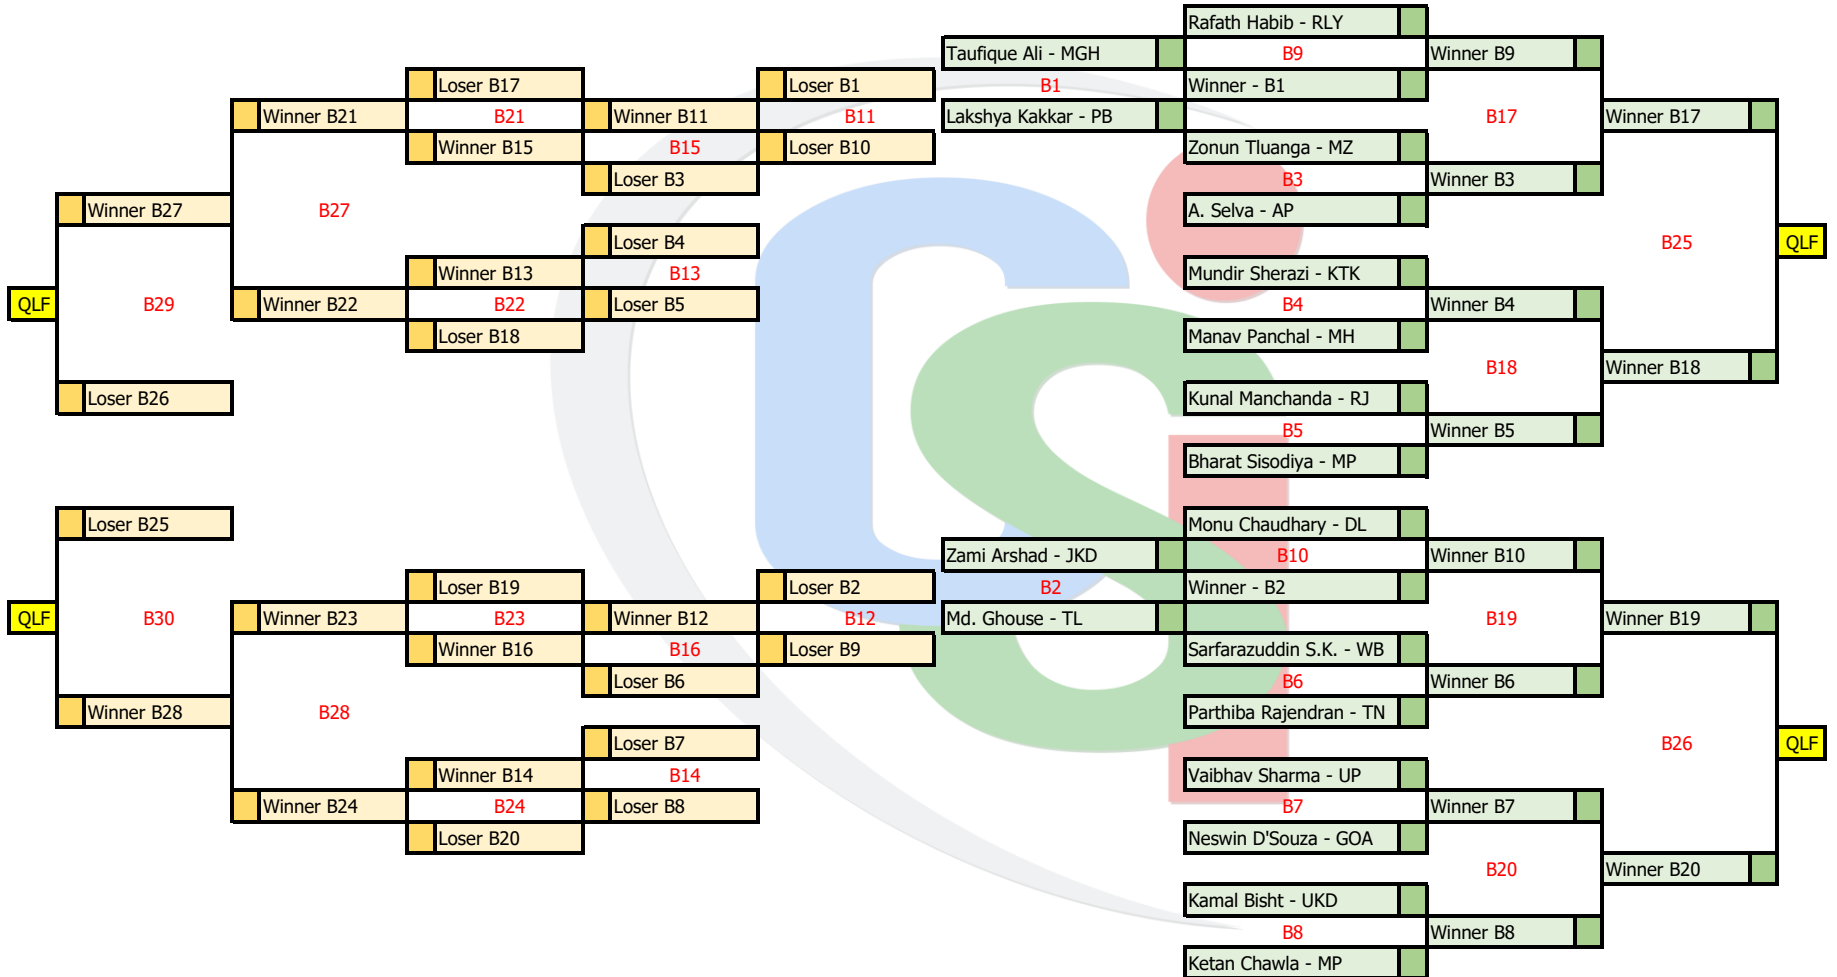 Rafath Habib - RLY
Taufique Ali - MGH B9 Winner B9
Loser B17 Loser B1 B1 Winner - B1
Winner B21 B21 Winner B11 B11 Lakshya Kakkar - PB B17 Winner B17
Winner B15 B15 Loser B10 Zonun Tluanga - MZ
Loser B3 B3 Winner B3
Winner B27 B27 A. Selva - AP
Loser B4 B25 QLF
Winner B13 B13 Mundir Sherazi - KTK
QLF B29 Winner B22 B22 Loser B5 B4 Winner B4
Loser B18 Manav Panchal - MH
B18 Winner B18
Loser B26 Kunal Manchanda - RJ
B5 Winner B5
Bharat Sisodiya - MP
Loser B25 Monu Chaudhary - DL
Zami Arshad - JKD B10 Winner B10
Loser B19 Loser B2 B2 Winner - B2
QLF B30 Winner B23 B23 Winner B12 B12 Md. Ghouse - TL B19 Winner B19
Winner B16 B16 Loser B9 Sarfarazuddin S.K. - WB
Loser B6 B6 Winner B6
Winner B28 B28 Parthiba Rajendran - TN
Loser B7 B26 QLF
Winner B14 B14 Vaibhav Sharma - UP
Winner B24 B24 Loser B8 B7 Winner B7
Loser B20 Neswin D'Souza - GOA
B20 Winner B20
Kamal Bisht - UKD
B8 Winner B8
Ketan Chawla - MP